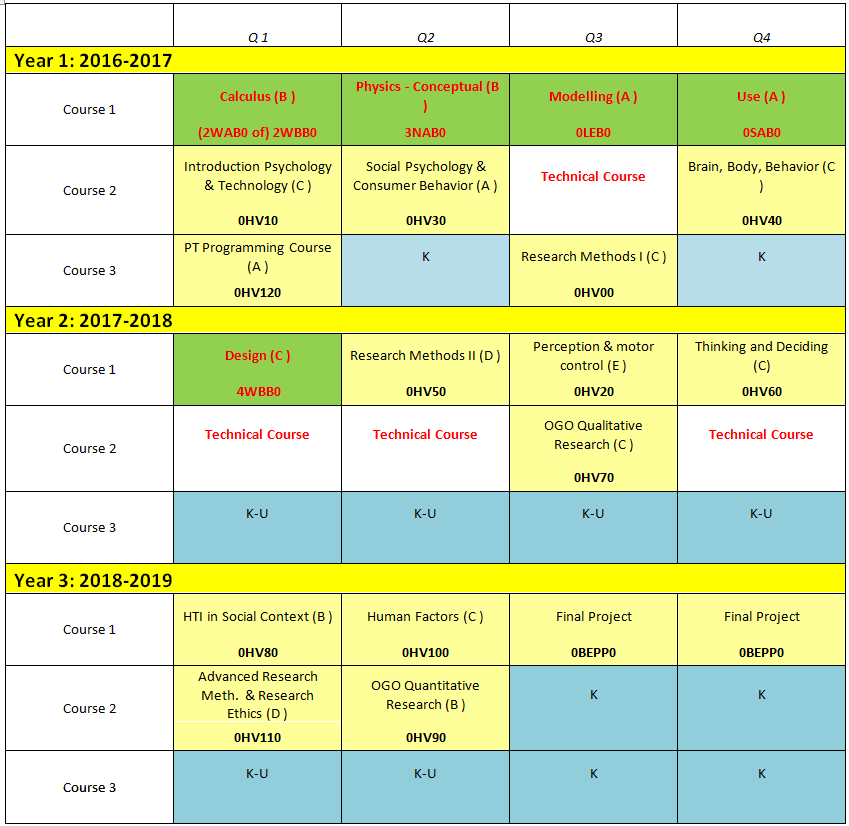 Q 1 Q2 Q3 Q4
Year 1: 2016-2017
Course 1
Calculus (B )
(2WAB0 of) 2WBB0
Physics - Conceptual (B
)
3NAB0
Modelling (A )
0LEB0
Use (A )
0SAB0
Course 2
Introduction Psychology
& Technology (C )
0HV10
Social Psychology &
Consumer Behavior (A )
0HV30
Technical Course
Brain, Body, Behavior (C
)
0HV40
Course 3
PT Programming Course
(A )
0HV120
K
Research Methods I (C )
0HV00
K
Year 2: 2017-2018
Course 1
Design (C )
4WBB0
Research Methods II (D )
0HV50
Perception & motor
control (E )
0HV20
Thinking and Deciding
(C)
0HV60
Course 2
Technical Course
Technical Course
OGO Qualitative
Research (C )
0HV70
Technical Course
Course 3
K-U
K-U
K-U
K-U
Year 3: 2018-2019
Course 1
HTI in Social Context (B )
0HV80
Human Factors (C )
0HV100
Final Project
0BEPP0
Final Project
0BEPP0
Course 2
Advanced Research
Meth. & Research
Ethics (D )
0HV110
OGO Quantitative
Research (B )
0HV90
K
K
Course 3
K-U
K-U
K
K